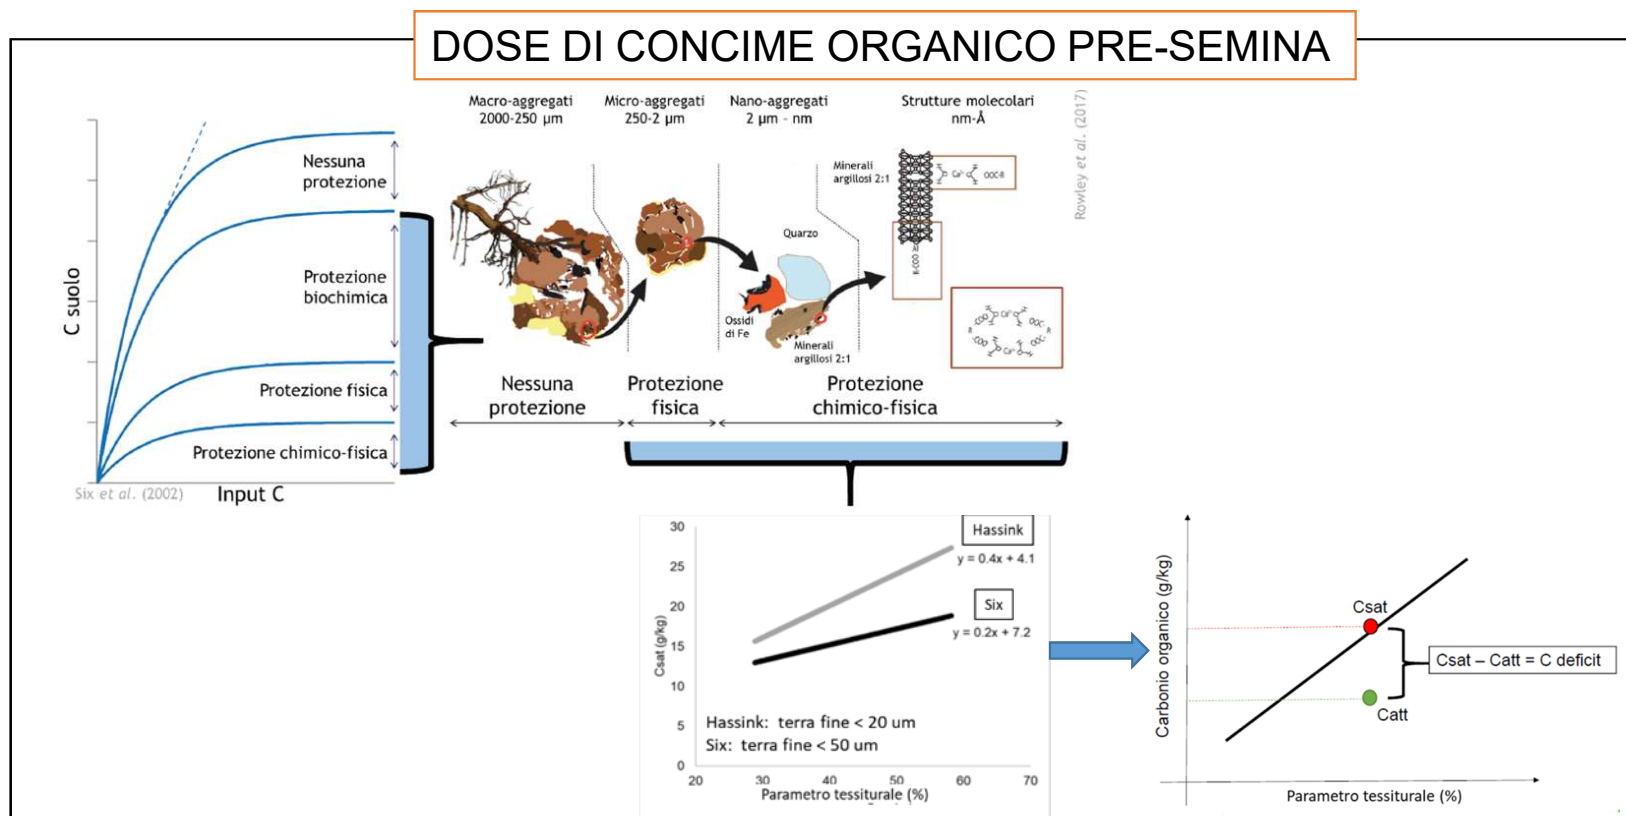 DOSE DI CONCIME ORGANICO PRE-SEMINA
C suolo
Nessuna
protezione
Protezione
biochimica
Protezione fisica
Protezione chimico-fisica
Six et al. (2002)
Input C
Macro-aggregati
2000-250 µm
Micro-aggregati
250-2 µm
Nano-aggregati
2 µm - nm
Strutture molecolari
nm-Å
Rowley et al. (2017)
Minerali
argillosi 2:1
Quarzo
Ossidi
di Fe
Minerali
argillosi 2:1
OOC-R
R-COO
Nessuna
protezione
Protezione
fisica
Protezione
chimico-fisica
Csat (g/kg)
30
25
20
15
10
5
0
20
30
40
50
60
70
Hassink
y = 0.4x + 4.1
Six
y = 0.2x + 7.2
Hassink: terra fine < 20 um
Six: terra fine < 50 um
Parametro tessiturale (%)
Carbonio organico (g/kg)
Csat
Catt
Csat – Catt = C deficit
Parametro tessiturale (%)